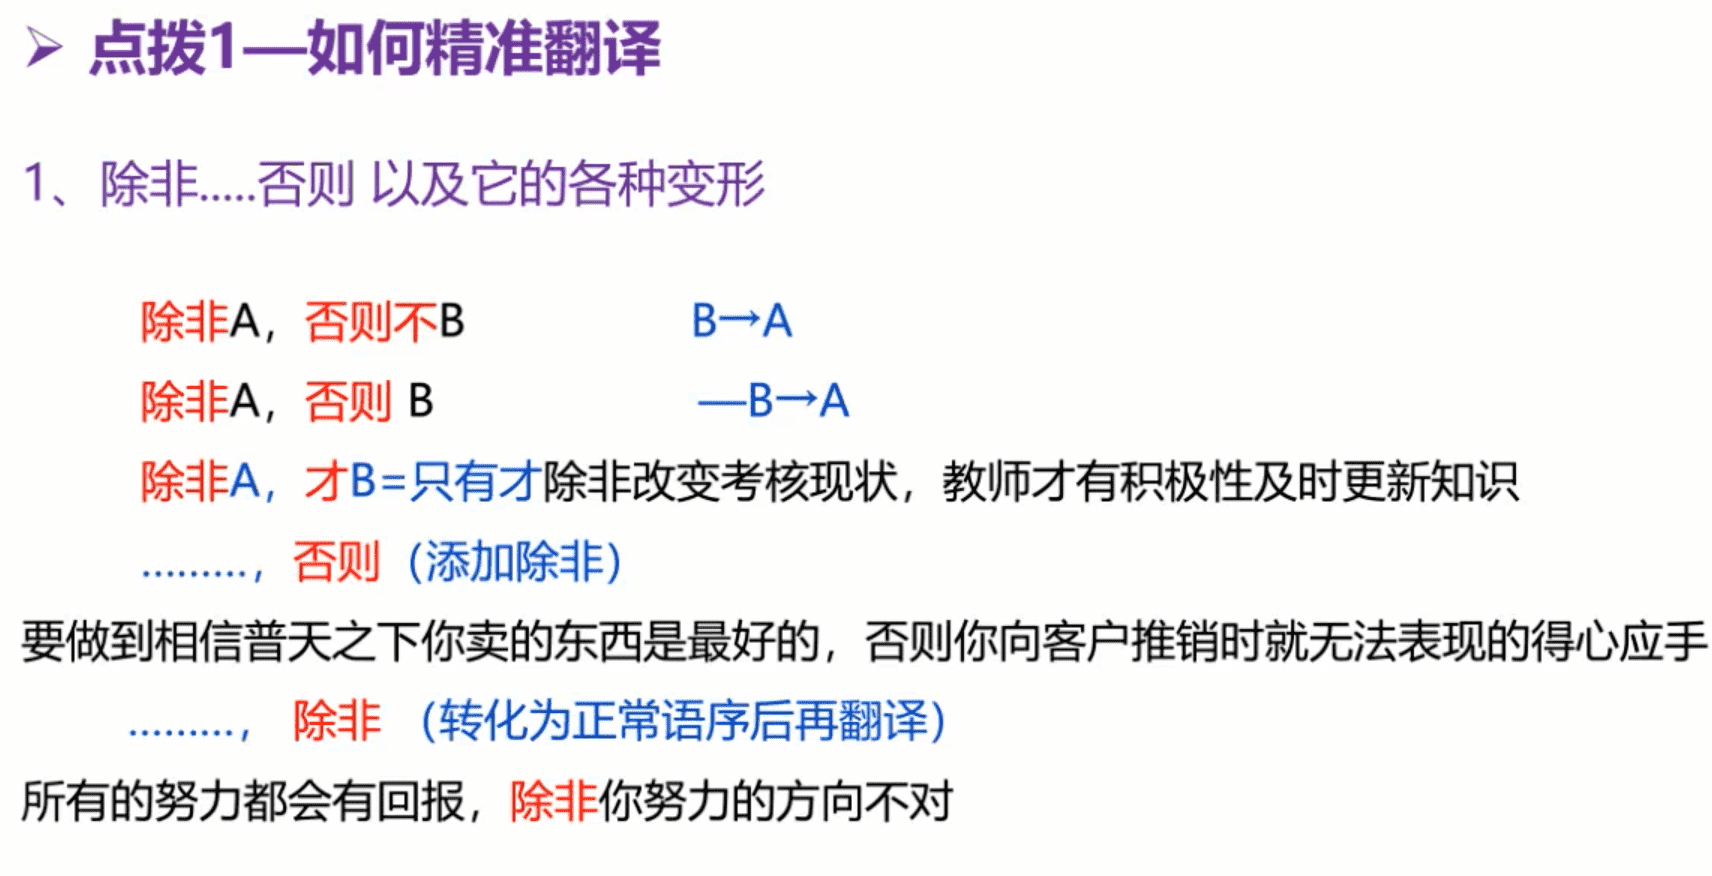 点拨1—如何精准翻译
1、除非.....否则 以及它的各种变形
除非A，否则不B B→A
除非A，否则 B —B→A
除非A，才B=只有才除非改变考核现状，教师才有积极性及时更新知识
.........，否则（添加除非）
要做到相信普天之下你卖的东西是最好的，否则你向客户推销时就无法表现的得心应手
.........， 除非 （转化为正常语序后再翻译）
所有的努力都会有回报，除非你努力的方向不对